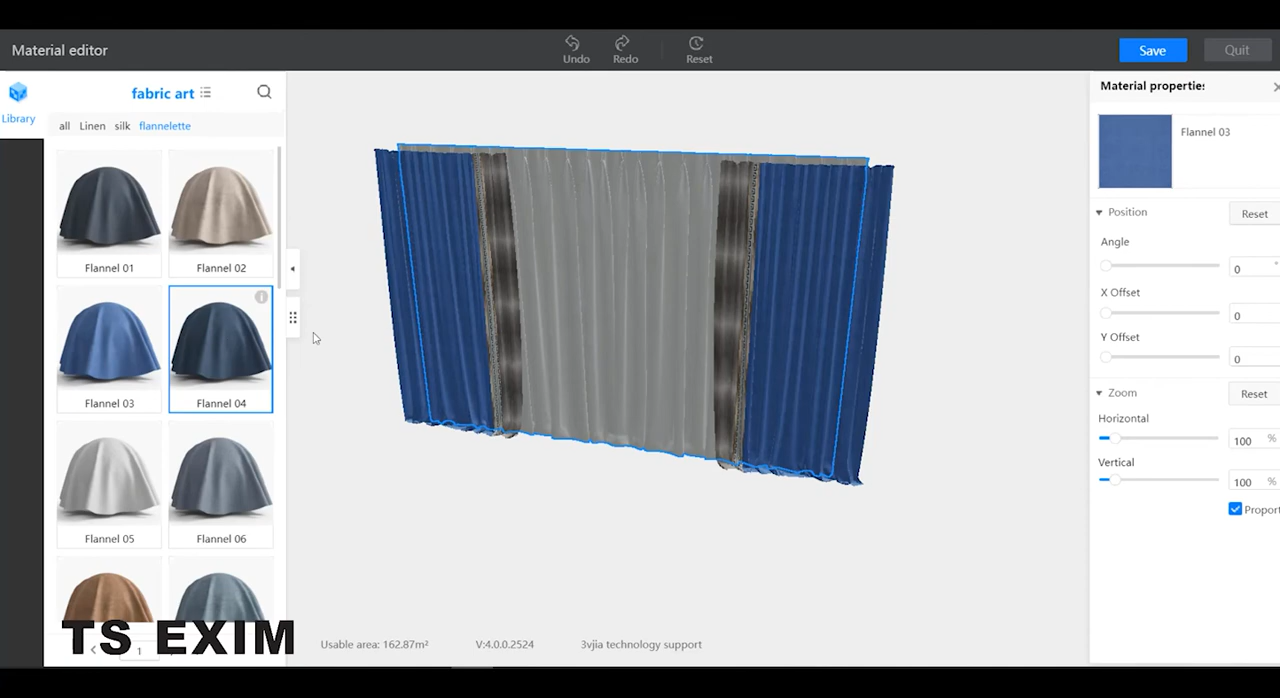 Material editor
Undo
Redo
Reset
Save
Quit
Library
fabric art
all Linen silk flannelette
Flannel 01
Flannel 02
Flannel 03
Flannel 04
Flannel 05
Flannel 06
TS EXIM
1
Usable area: 162.87m²
V:4.0.0.2524
3vjia technology support
Material properties
Flannel 03
Position
Reset
Angle
0 °
X Offset
0
Y Offset
0
Zoom
Reset
Horizontal
100 %
Vertical
100 %
Proport